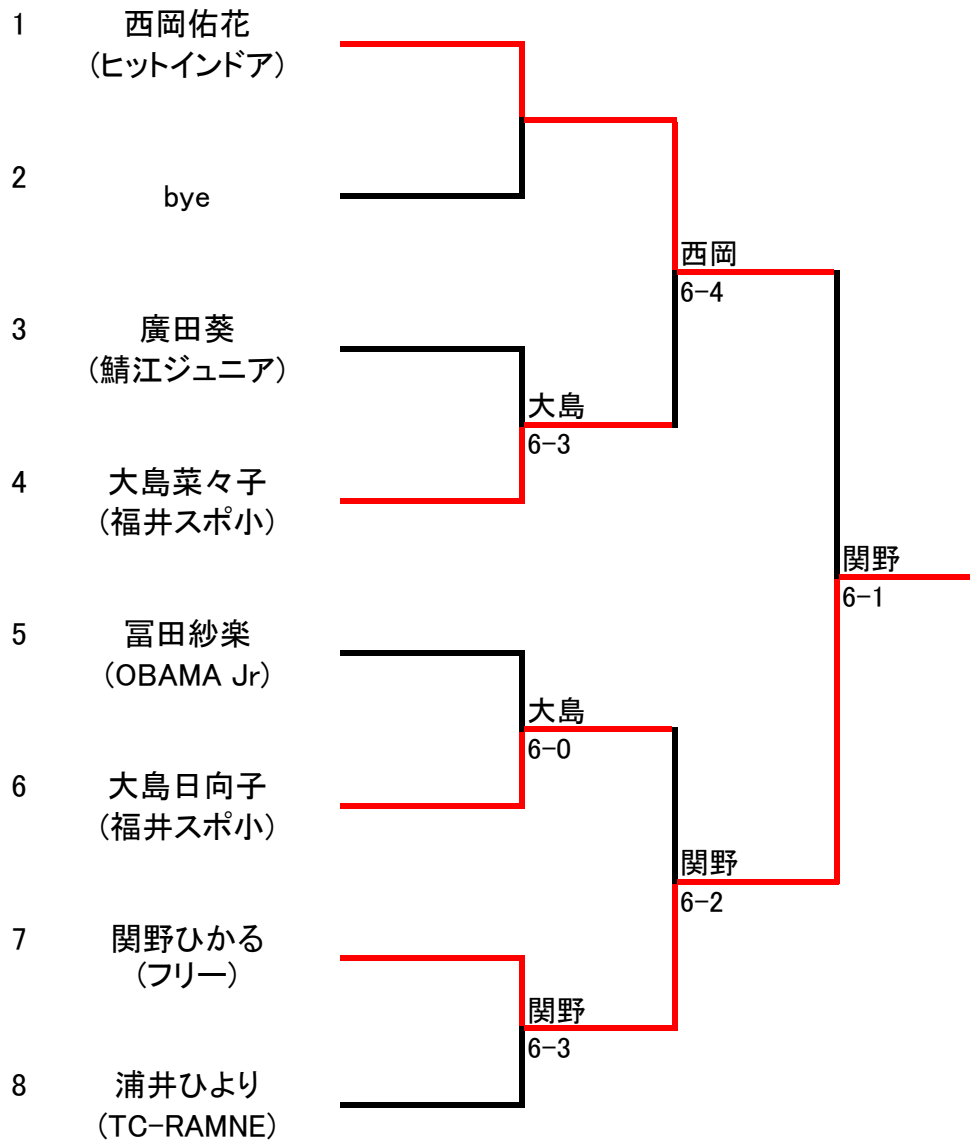 1 西岡佑花
(ヒットインドア)
2 bye
西岡
6-4
3 廣田葵
(鯖江ジュニア)
大島
6-3
4 大島菜々子
(福井スポ小)
関野
6-1
5 冨田紗楽
(OBAMA Jr)
大島
6-0
6 大島日向子
(福井スポ小)
関野
6-2
7 関野ひかる
(フリー)
関野
6-3
8 浦井ひより
(TC-RAMNE)